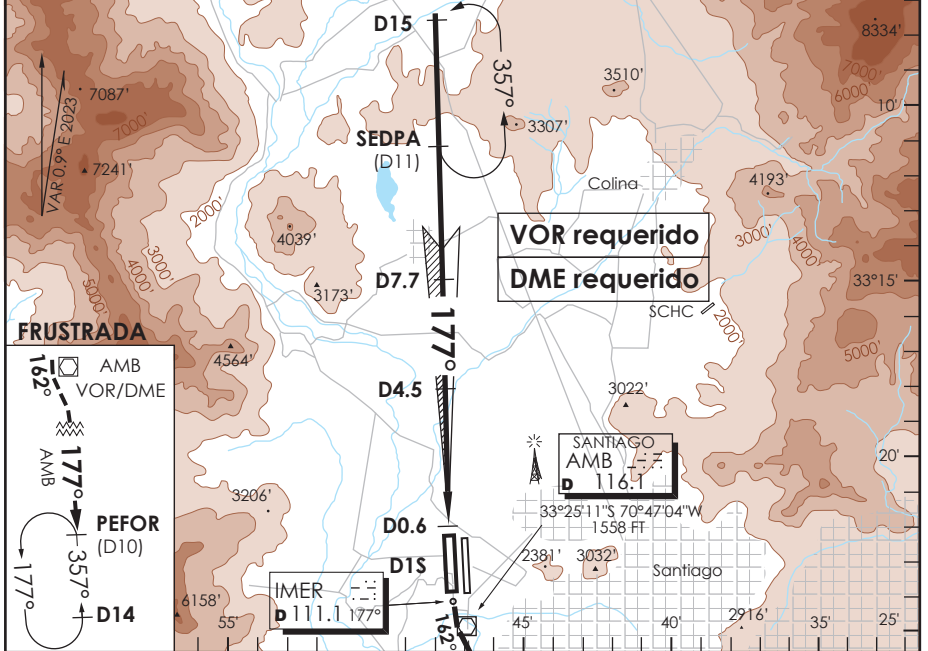 D15
357°
8334'
3510'
7000'
6000'
7087'
10'
7000'
3307'
SEDPA
(D11)
VAR 0.9° E 2023
7241'
Colina
4193'
2000'
4039'
VOR requerido
3000'
3000'
4000'
4000'
5000'
D7.7
DME requerido
33°15'
3173'
SCHC
2000'
177°
FRUSTRADA
4564'
5000'
AMB
VOR/DME
162°
D4.5
3022'
177°
AMB
SANTIAGO
AMB
D 116.1
20'
33°25'11"S 70°47'04"W
1558 FT
3206'
PEFOR
(D10)
D0.6
357°
177°
D1S
2381'
3032'
Santiago
IMER
D 111.1 177°
D14
6158'
162°
2916'
55'
45'
40'
35'
25'